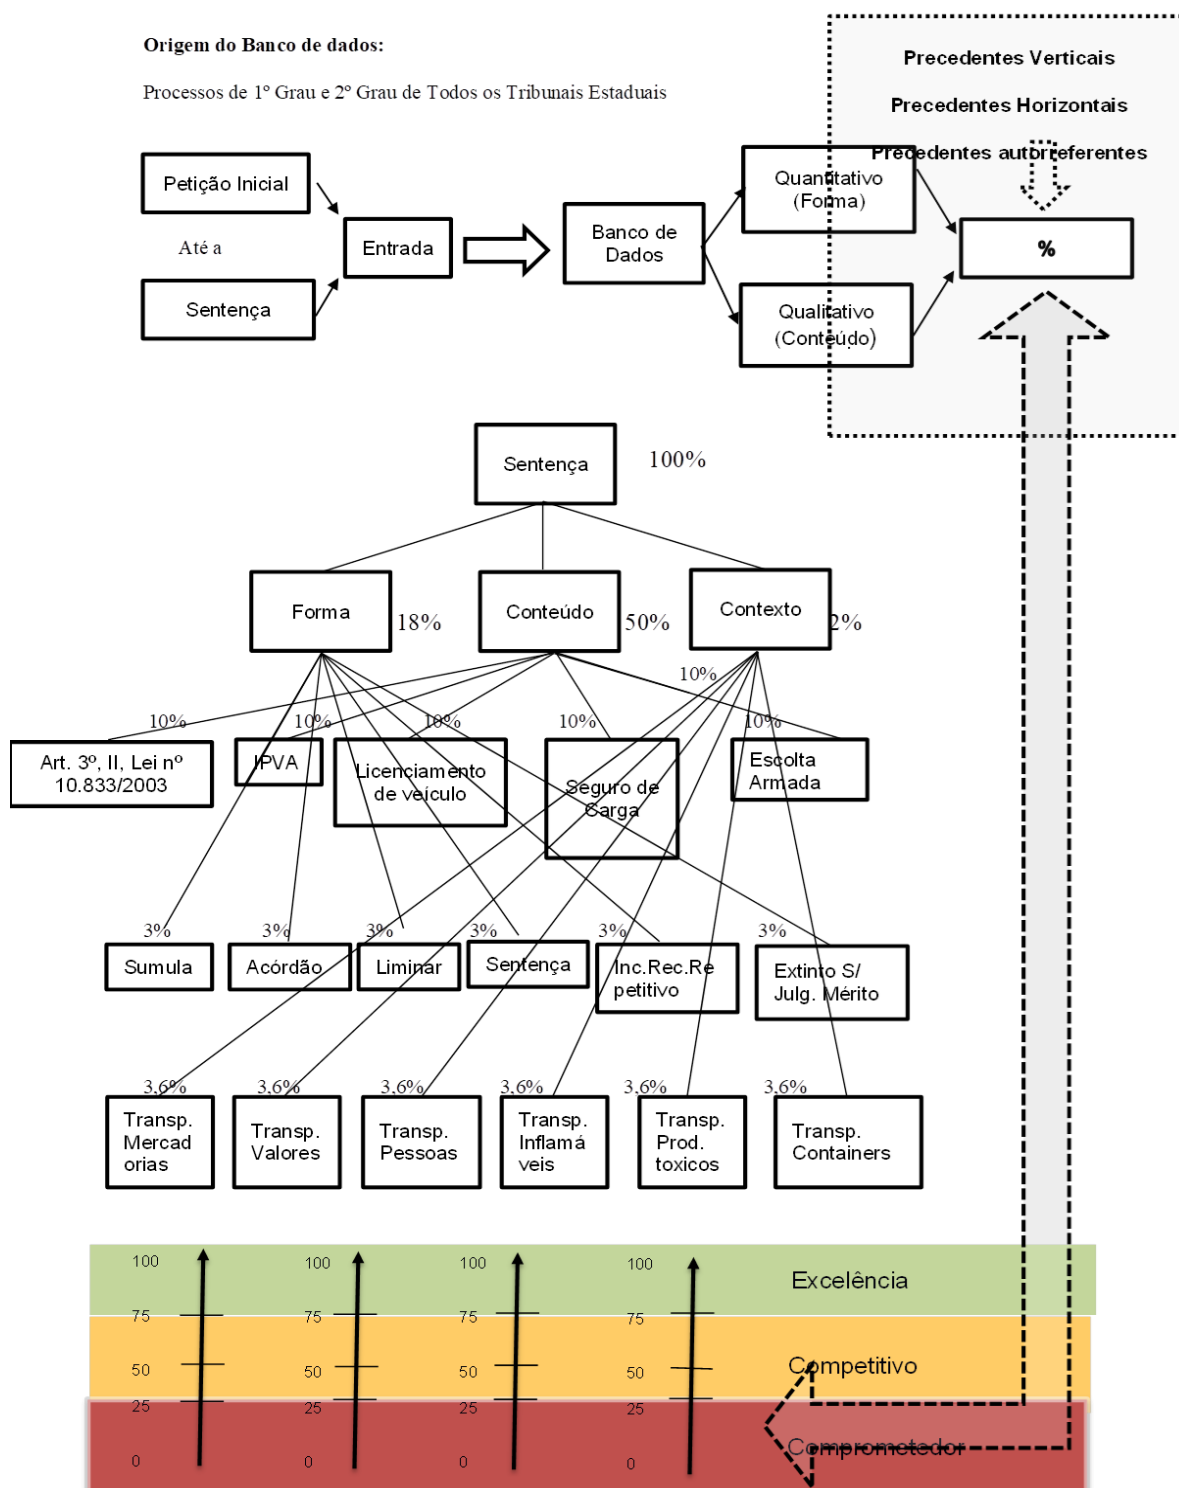 Origem do Banco de dados:
Processos de 1º Grau e 2º Grau de Todos os Tribunais Estaduais
Precedentes Verticais
Precedentes Horizontais
Precedentes autorreferentes
Petição Inicial
Até a
Sentença
Entrada
Banco de
Dados
Quantitativo
(Forma)
Qualitativo
(Conteúdo)
%
Sentença
100%
Forma
18%
Conteúdo
50%
Contexto
2%
10%
10%
10%
10%
10%
10%
Art. 3º, II, Lei nº
10.833/2003
IPVA
Licenciamento
de veículo
Seguro de
Carga
Escolta
Armada
3%
3%
3%
3%
3%
3%
Sumula
Acórdão
Liminar
Sentença
Inc.Rec.Re
petitivo
Extinto S/
Julg. Mérito
3,6%
3,6%
3,6%
3,6%
3,6%
3,6%
Transp.
Mercad
orias
Transp.
Valores
Transp.
Pessoas
Transp.
Inflamá
veis
Transp.
Prod.
toxicos
Transp.
Containers
100
100
100
100
Excelência
75
75
75
75
50
50
50
50
Competitivo
25
25
25
25
Comprometedor
0
0
0
0